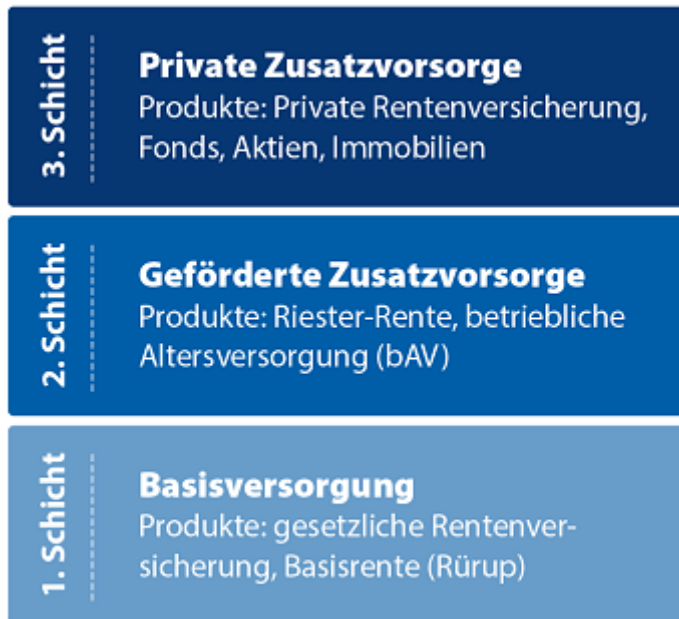 3. Schicht
Private Zusatzvorsorge
Produkte: Private Rentenversicherung,
Fonds, Aktien, Immobilien
2. Schicht
Geförderte Zusatzvorsorge
Produkte: Riester-Rente, betriebliche
Altersversorgung (bAV)
1. Schicht
Basisversorgung
Produkte: gesetzliche Rentenver-
sicherung, Basisrente (Rürup)